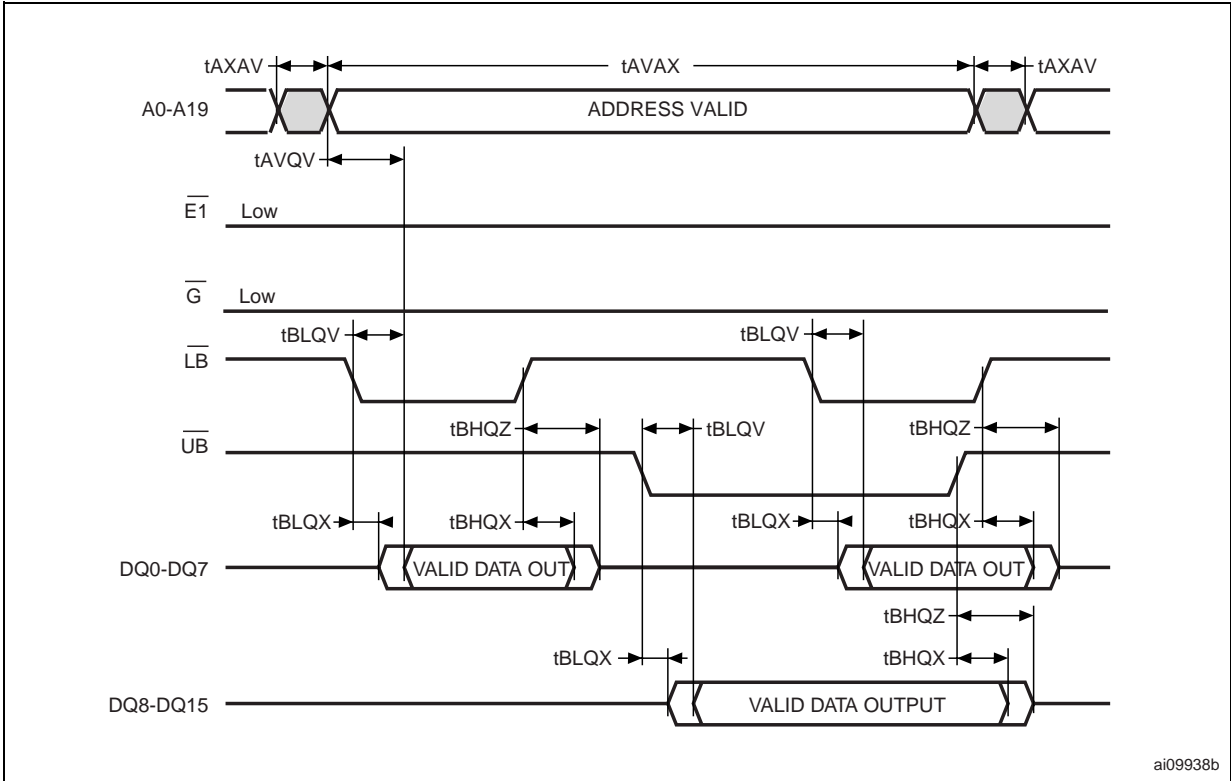 tAXAV tAVAX tAXAV
A0-A19 ADDRESS VALID
tAVQV
E1 Low
G Low
tBLQV tBLQV
LB
tBHQZ tBLQV tBHQZ
UB
tBLQX tBHQX tBLQX tBHQX
DQ0-DQ7 VALID DATA OUT VALID DATA OUT
tBHQZ
tBLQX tBHQX
DQ8-DQ15 VALID DATA OUTPUT
ai09938b